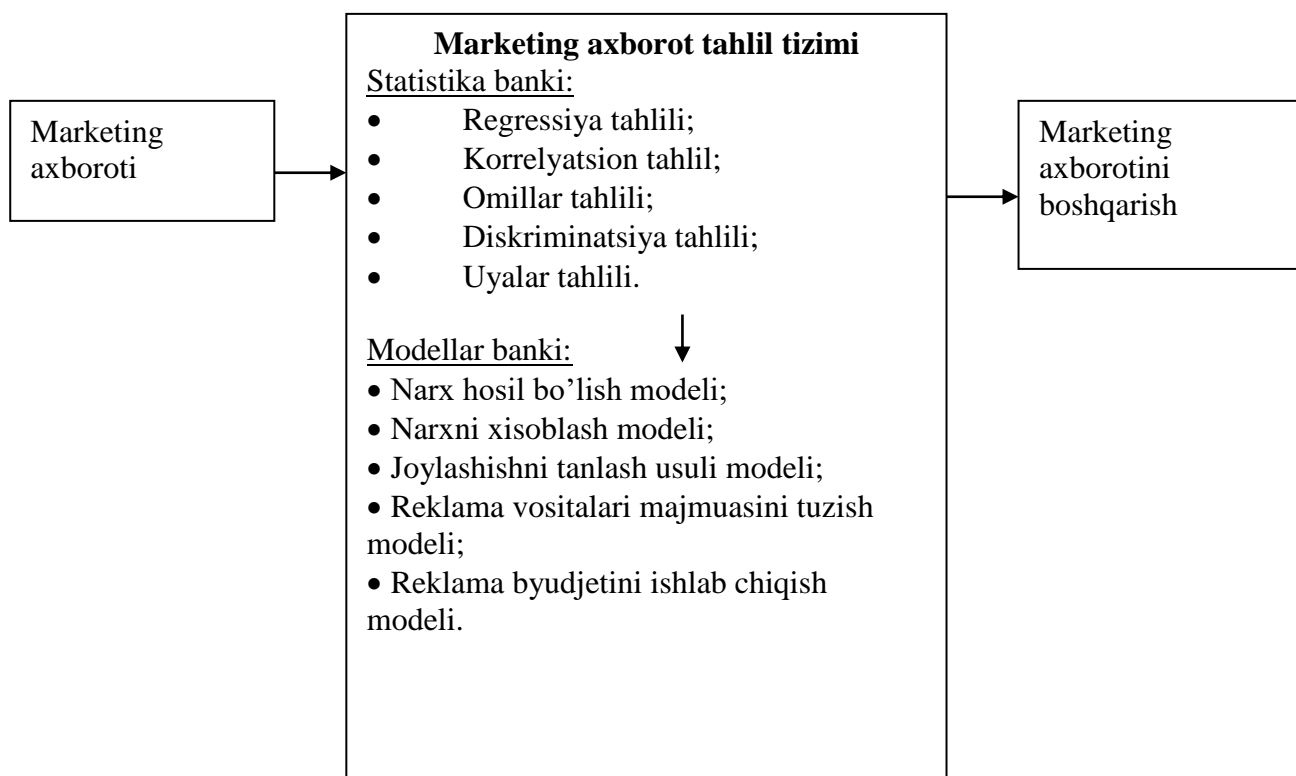 Marketing axborot tahlil tizimi
Statistika banki:
• Regressiya tahlili;
• Korrelyatsion tahlil;
• Omillar tahlili;
• Diskriminatsiya tahlili;
• Uyalar tahlili.
Modellar banki:
• Narx hosil bo’lish modeli;
• Narxni xisoblash modeli;
• Joylashishni tanlash usuli modeli;
• Reklama vositalari majmuasini tuzish
modeli;
• Reklama byudjetini ishlab chiqish
modeli.
Marketing
axboroti
Marketing
axborotini
boshqarish